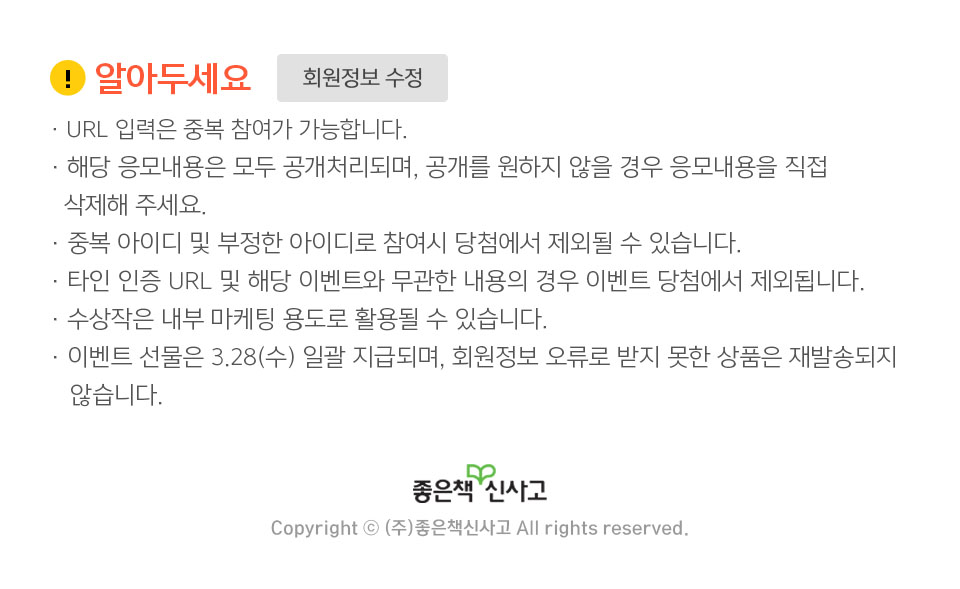 ! 알아두세요 회원정보 수정
· URL 입력은 중복 참여가 가능합니다.
· 해당 응모내용은 모두 공개처리되며, 공개를 원하지 않을 경우 응모내용을 직접
삭제해 주세요.
· 중복 아이디 및 부정한 아이디로 참여시 당첨에서 제외될 수 있습니다.
· 타인 인증 URL 및 해당 이벤트와 무관한 내용의 경우 이벤트 당첨에서 제외됩니다.
· 수상작은 내부 마케팅 용도로 활용될 수 있습니다.
· 이벤트 선물은 3.28(수) 일괄 지급되며, 회원정보 오류로 받지 못한 상품은 재발송되지
않습니다.
좋은책 신사고
Copyright ⓒ (주)좋은책신사고 All rights reserved.